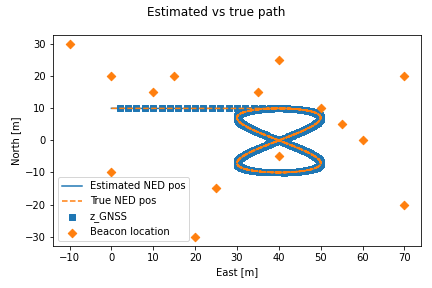 Estimated vs true path
North [m]
30
20
10
0
−10
−20
−30
Estimated NED pos
True NED pos
z_GNSS
Beacon location
−10 0 10 20 30 40 50 60 70
East [m]